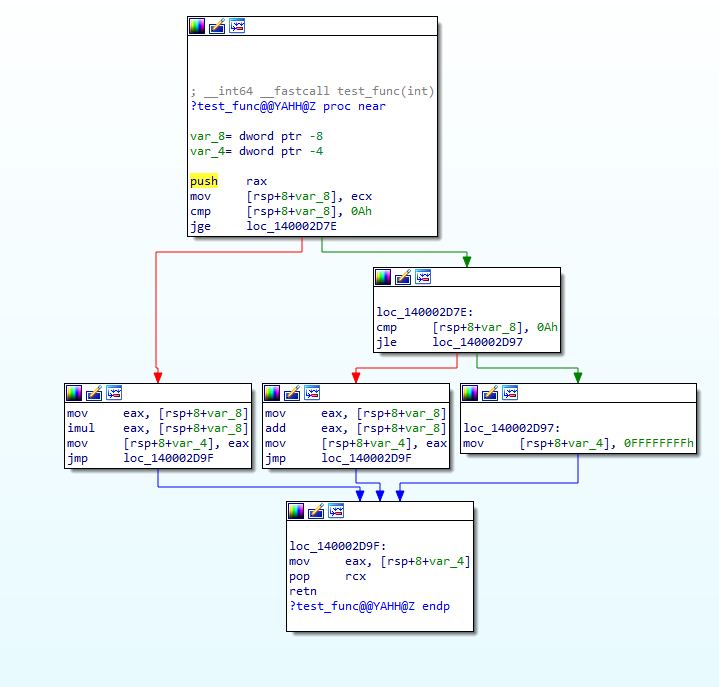 ; __int64 __fastcall test_func(int)
?test_func@@YAHH@Z proc near
var_8= dword ptr -8
var_4= dword ptr -4
push rax
mov [rsp+8+var_8], ecx
cmp [rsp+8+var_8], 0Ah
jge loc_140002D7E
loc_140002D7E:
cmp [rsp+8+var_8], 0Ah
jle loc_140002D97
mov eax, [rsp+8+var_8]
imul eax, [rsp+8+var_8]
mov [rsp+8+var_4], eax
jmp loc_140002D9F
mov eax, [rsp+8+var_8]
add eax, [rsp+8+var_8]
mov [rsp+8+var_4], eax
jmp loc_140002D9F
loc_140002D97:
mov [rsp+8+var_4], 0FFFFFFFFh
loc_140002D9F:
mov eax, [rsp+8+var_4]
pop rcx
retn
?test_func@@YAHH@Z endp